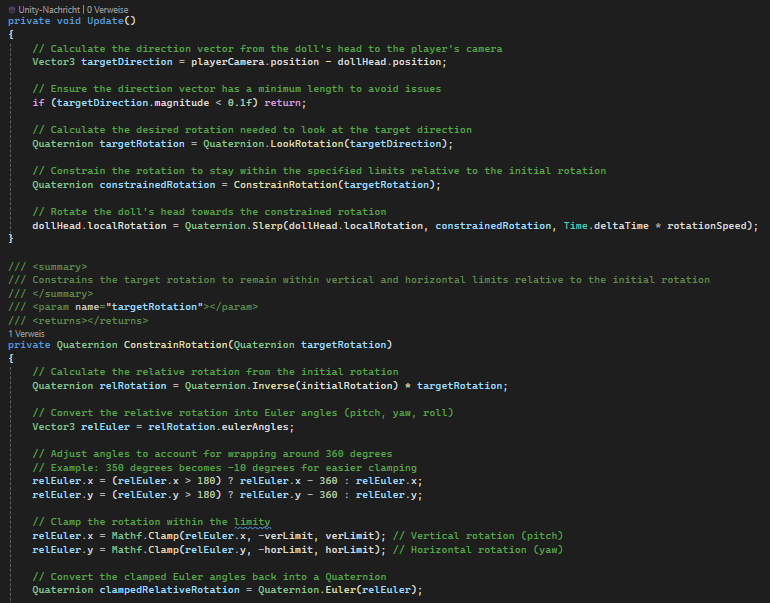 Unity-Nachricht | 0 Verweise
private void Update()
{
// Calculate the direction vector from the doll's head to the player's camera
Vector3 targetDirection = playerCamera.position - dollHead.position;
// Ensure the direction vector has a minimum length to avoid issues
if (targetDirection.magnitude < 0.1f) return;
// Calculate the desired rotation needed to look at the target direction
Quaternion targetRotation = Quaternion.LookRotation(targetDirection);
// Constrain the rotation to stay within the specified limits relative to the initial rotation
Quaternion constrainedRotation = ConstrainRotation(targetRotation);
// Rotate the doll's head towards the constrained rotation
dollHead.localRotation = Quaternion.Slerp(dollHead.localRotation, constrainedRotation, Time.deltaTime * rotationSpeed);
}
/// <summary>
/// Constrains the target rotation to remain within vertical and horizontal limits relative to the initial rotation
/// </summary>
/// <param name="targetRotation"></param>
/// <returns></returns>
1 Verweis
private Quaternion ConstrainRotation(Quaternion targetRotation)
{
// Calculate the relative rotation from the initial rotation
Quaternion relRotation = Quaternion.Inverse(initialRotation) * targetRotation;
// Convert the relative rotation into Euler angles (pitch, yaw, roll)
Vector3 relEuler = relRotation.eulerAngles;
// Adjust angles to account for wrapping around 360 degrees
// Example: 350 degrees becomes -10 degrees for easier clamping
relEuler.x = (relEuler.x > 180) ? relEuler.x - 360 : relEuler.x;
relEuler.y = (relEuler.y > 180) ? relEuler.y - 360 : relEuler.y;
// Clamp the rotation within the limity
relEuler.x = Mathf.Clamp(relEuler.x, -verLimit, verLimit); // Vertical rotation (pitch)
relEuler.y = Mathf.Clamp(relEuler.y, -horLimit, horLimit); // Horizontal rotation (yaw)
// Convert the clamped Euler angles back into a Quaternion
Quaternion clampedRelativeRotation = Quaternion.Euler(relEuler);